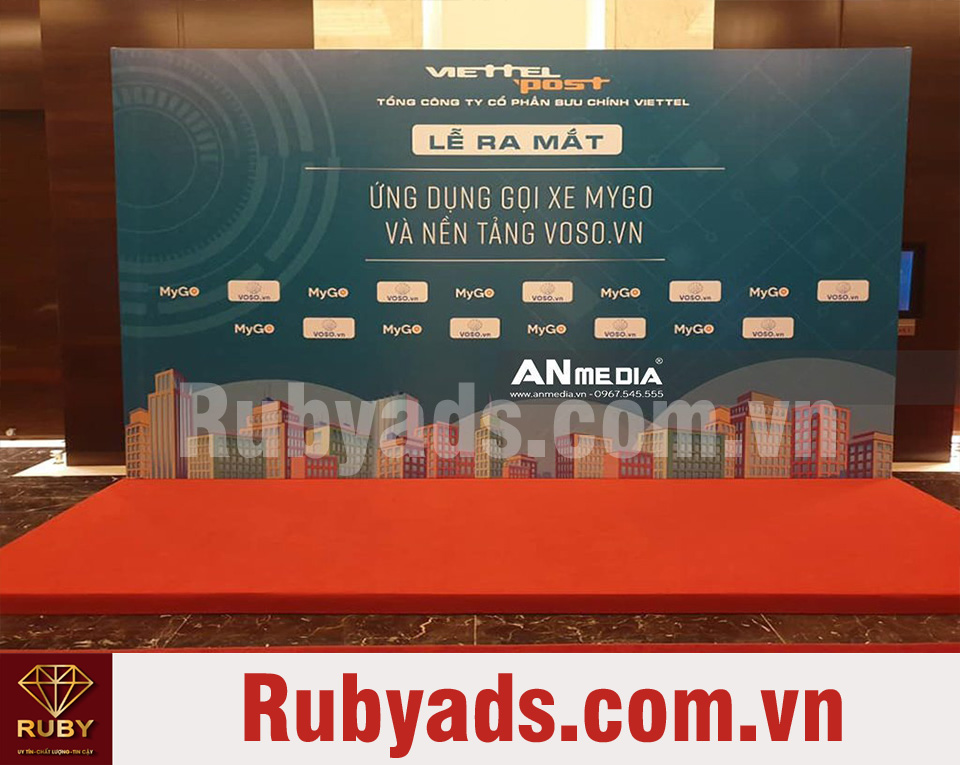 VIETTEL
post
TỔNG CÔNG TY CỔ PHẦN BƯU CHÍNH VIETTEL
LỄ RA MẮT
ỨNG DỤNG GỌI XE MYGO
VÀ NỀN TẢNG VOSO.VN
MyGo VOSO.vn MyGo VOSO.vn MyGo VOSO.vn MyGo VOSO.vn MyGo VOSO.vn
MyGo VOSO.vn MyGo VOSO.vn MyGo VOSO.vn MyGo VOSO.vn
ANMEDIA®
www.anmedia.vn - 0967.545.555
Rubyads.com.vn
RUBY
UY TÍN-CHẤT LƯỢNG-TIN CẬY
Rubyads.com.vn